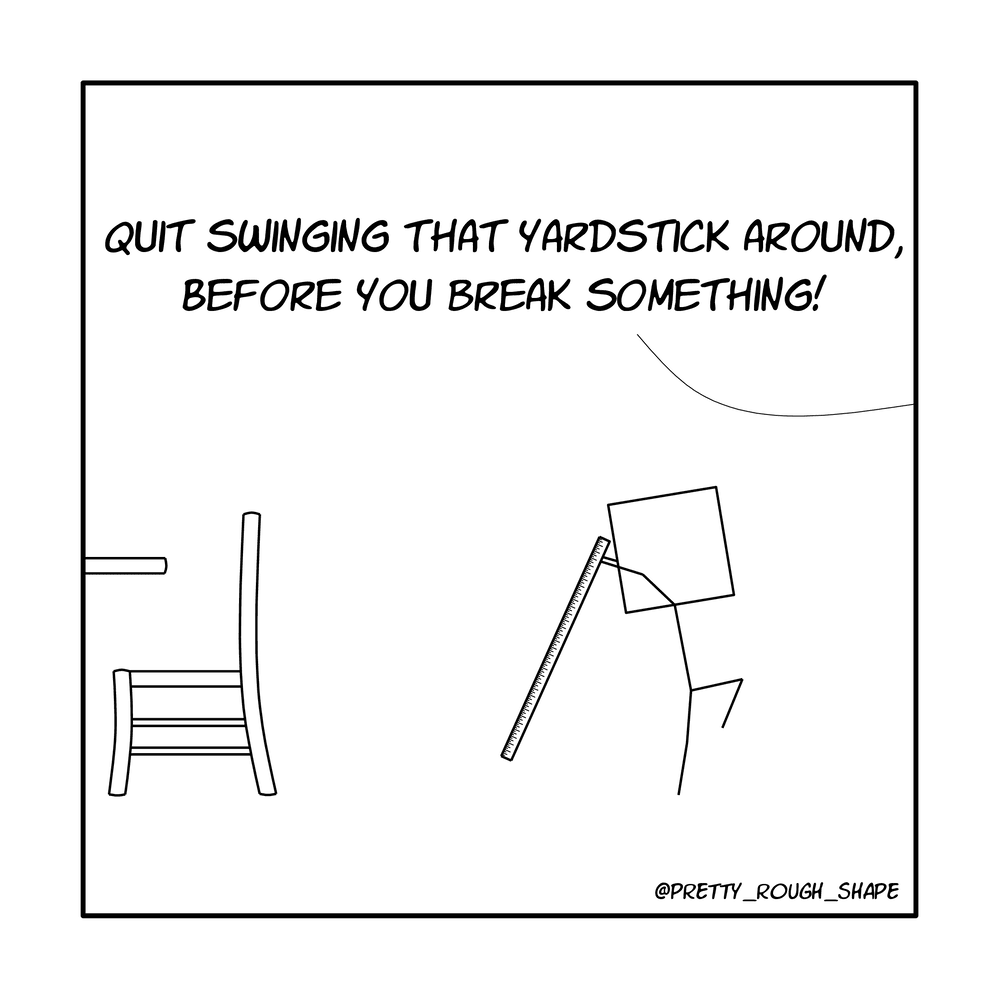 QUIT SWINGING THAT YARDSTICK AROUND,
BEFORE YOU BREAK SOMETHING!
@PRETTY_ROUGH_SHAPE